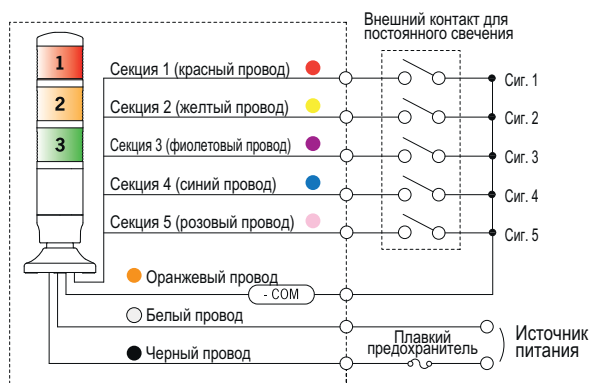 Внешний контакт для
постоянного свечения
1
2
3
Секция 1 (красный провод)
Сиг. 1
Секция 2 (желтый провод)
Сиг. 2
Секция 3 (фиолетовый провод)
Сиг. 3
Секция 4 (синий провод)
Сиг. 4
Секция 5 (розовый провод)
Сиг. 5
Оранжевый провод
- COM
Белый провод
Черный провод
Плавкий
предохранитель
Источник
питания